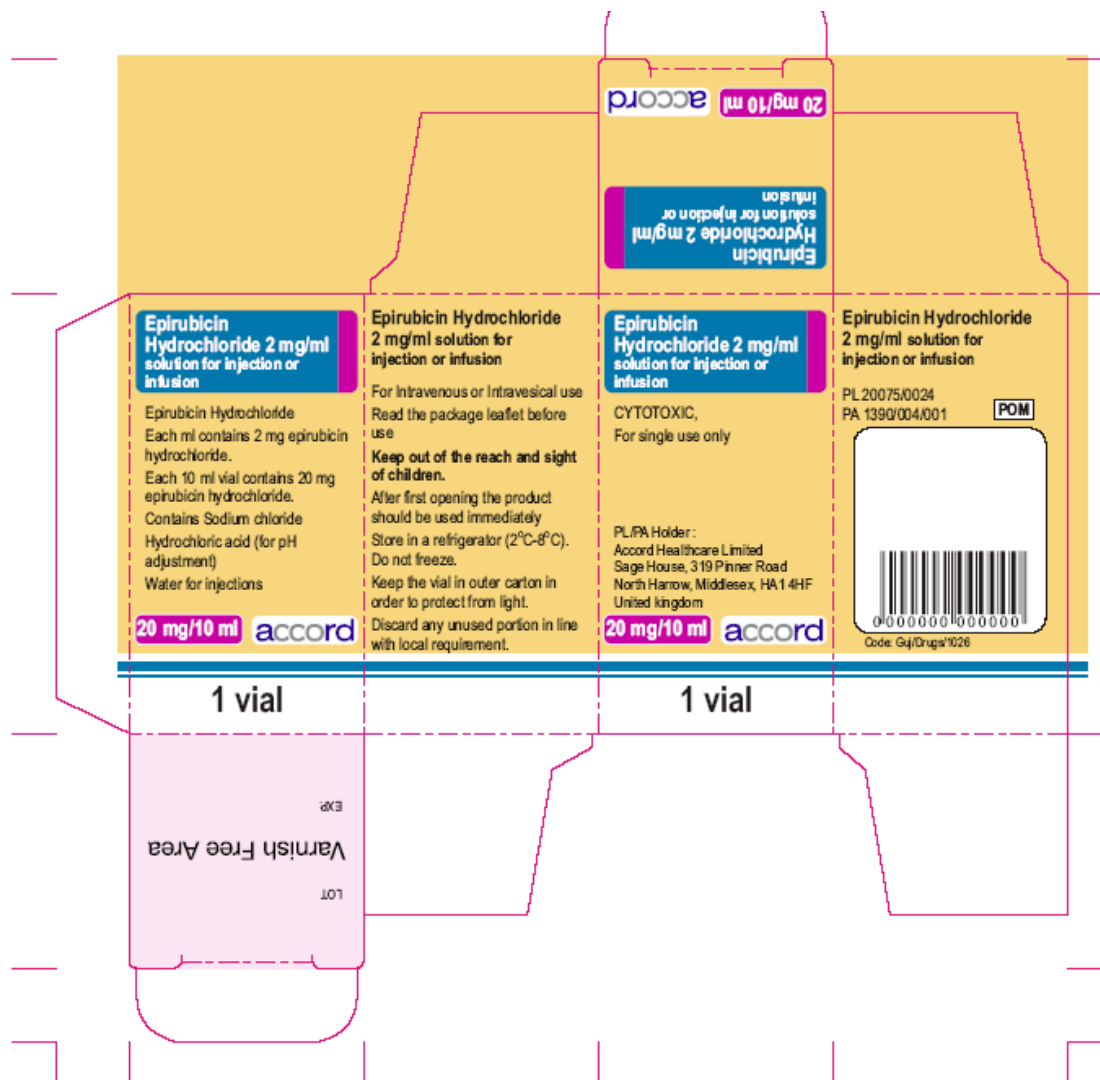 accord
20 mg/10 ml
Epirubicin
Hydrochloride 2 mg/ml
solution for injection or
infusion
Epirubicin
Hydrochloride 2 mg/ml
solution for injection or
infusion
Epirubicin Hydrochloride
Each ml contains 2 mg epirubicin
hydrochloride.
Each 10 ml vial contains 20 mg
epirubicin hydrochloride.
Contains Sodium chloride
Hydrochloric acid (for pH
adjustment)
Water for injections
20 mg/10 ml
accord
1 vial
Epirubicin Hydrochloride
2 mg/ml solution for
injection or infusion
For Intravenous or Intravesical use
Read the package leaflet before
use
Keep out of the reach and sight
of children.
After first opening the product
should be used immediately
Store in a refrigerator (2°C-8°C).
Do not freeze.
Keep the vial in outer carton in
order to protect from light.
Discard any unused portion in line
with local requirement.
Epirubicin
Hydrochloride 2 mg/ml
solution for injection or
infusion
CYTOTOXIC,
For single use only
PL/PA Holder :
Accord Healthcare Limited
Sage House, 319 Pinner Road
North Harrow, Middlesex, HA1 4HF
United kingdom
20 mg/10 ml
accord
1 vial
Epirubicin Hydrochloride
2 mg/ml solution for
injection or infusion
PL 20075/0024
PA 1390/004/001
POM
0 000000 000000
Code: Guj/Drugs/1026
EXP.
Varnish Free Area
LOT